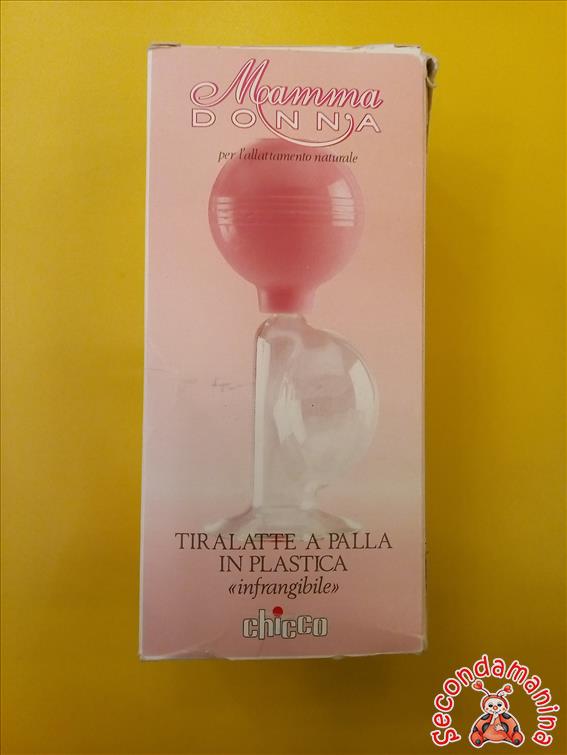 Mamma
DONNA
per l'allattamento naturale
TIRALATTE A PALLA
IN PLASTICA
«infrangibile»
chicco
Secondamanina